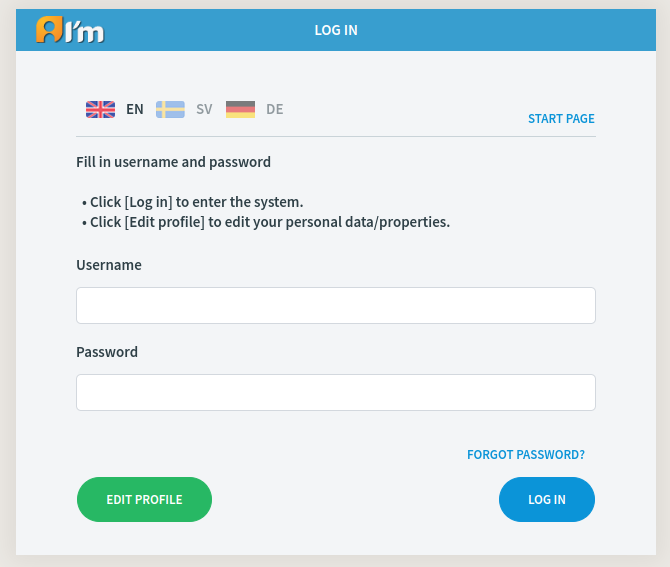 AI'm
LOG IN
EN SV DE
START PAGE
Fill in username and password
• Click [Log in] to enter the system.
• Click [Edit profile] to edit your personal data/properties.
Username
Password
FORGOT PASSWORD?
EDIT PROFILE LOG IN